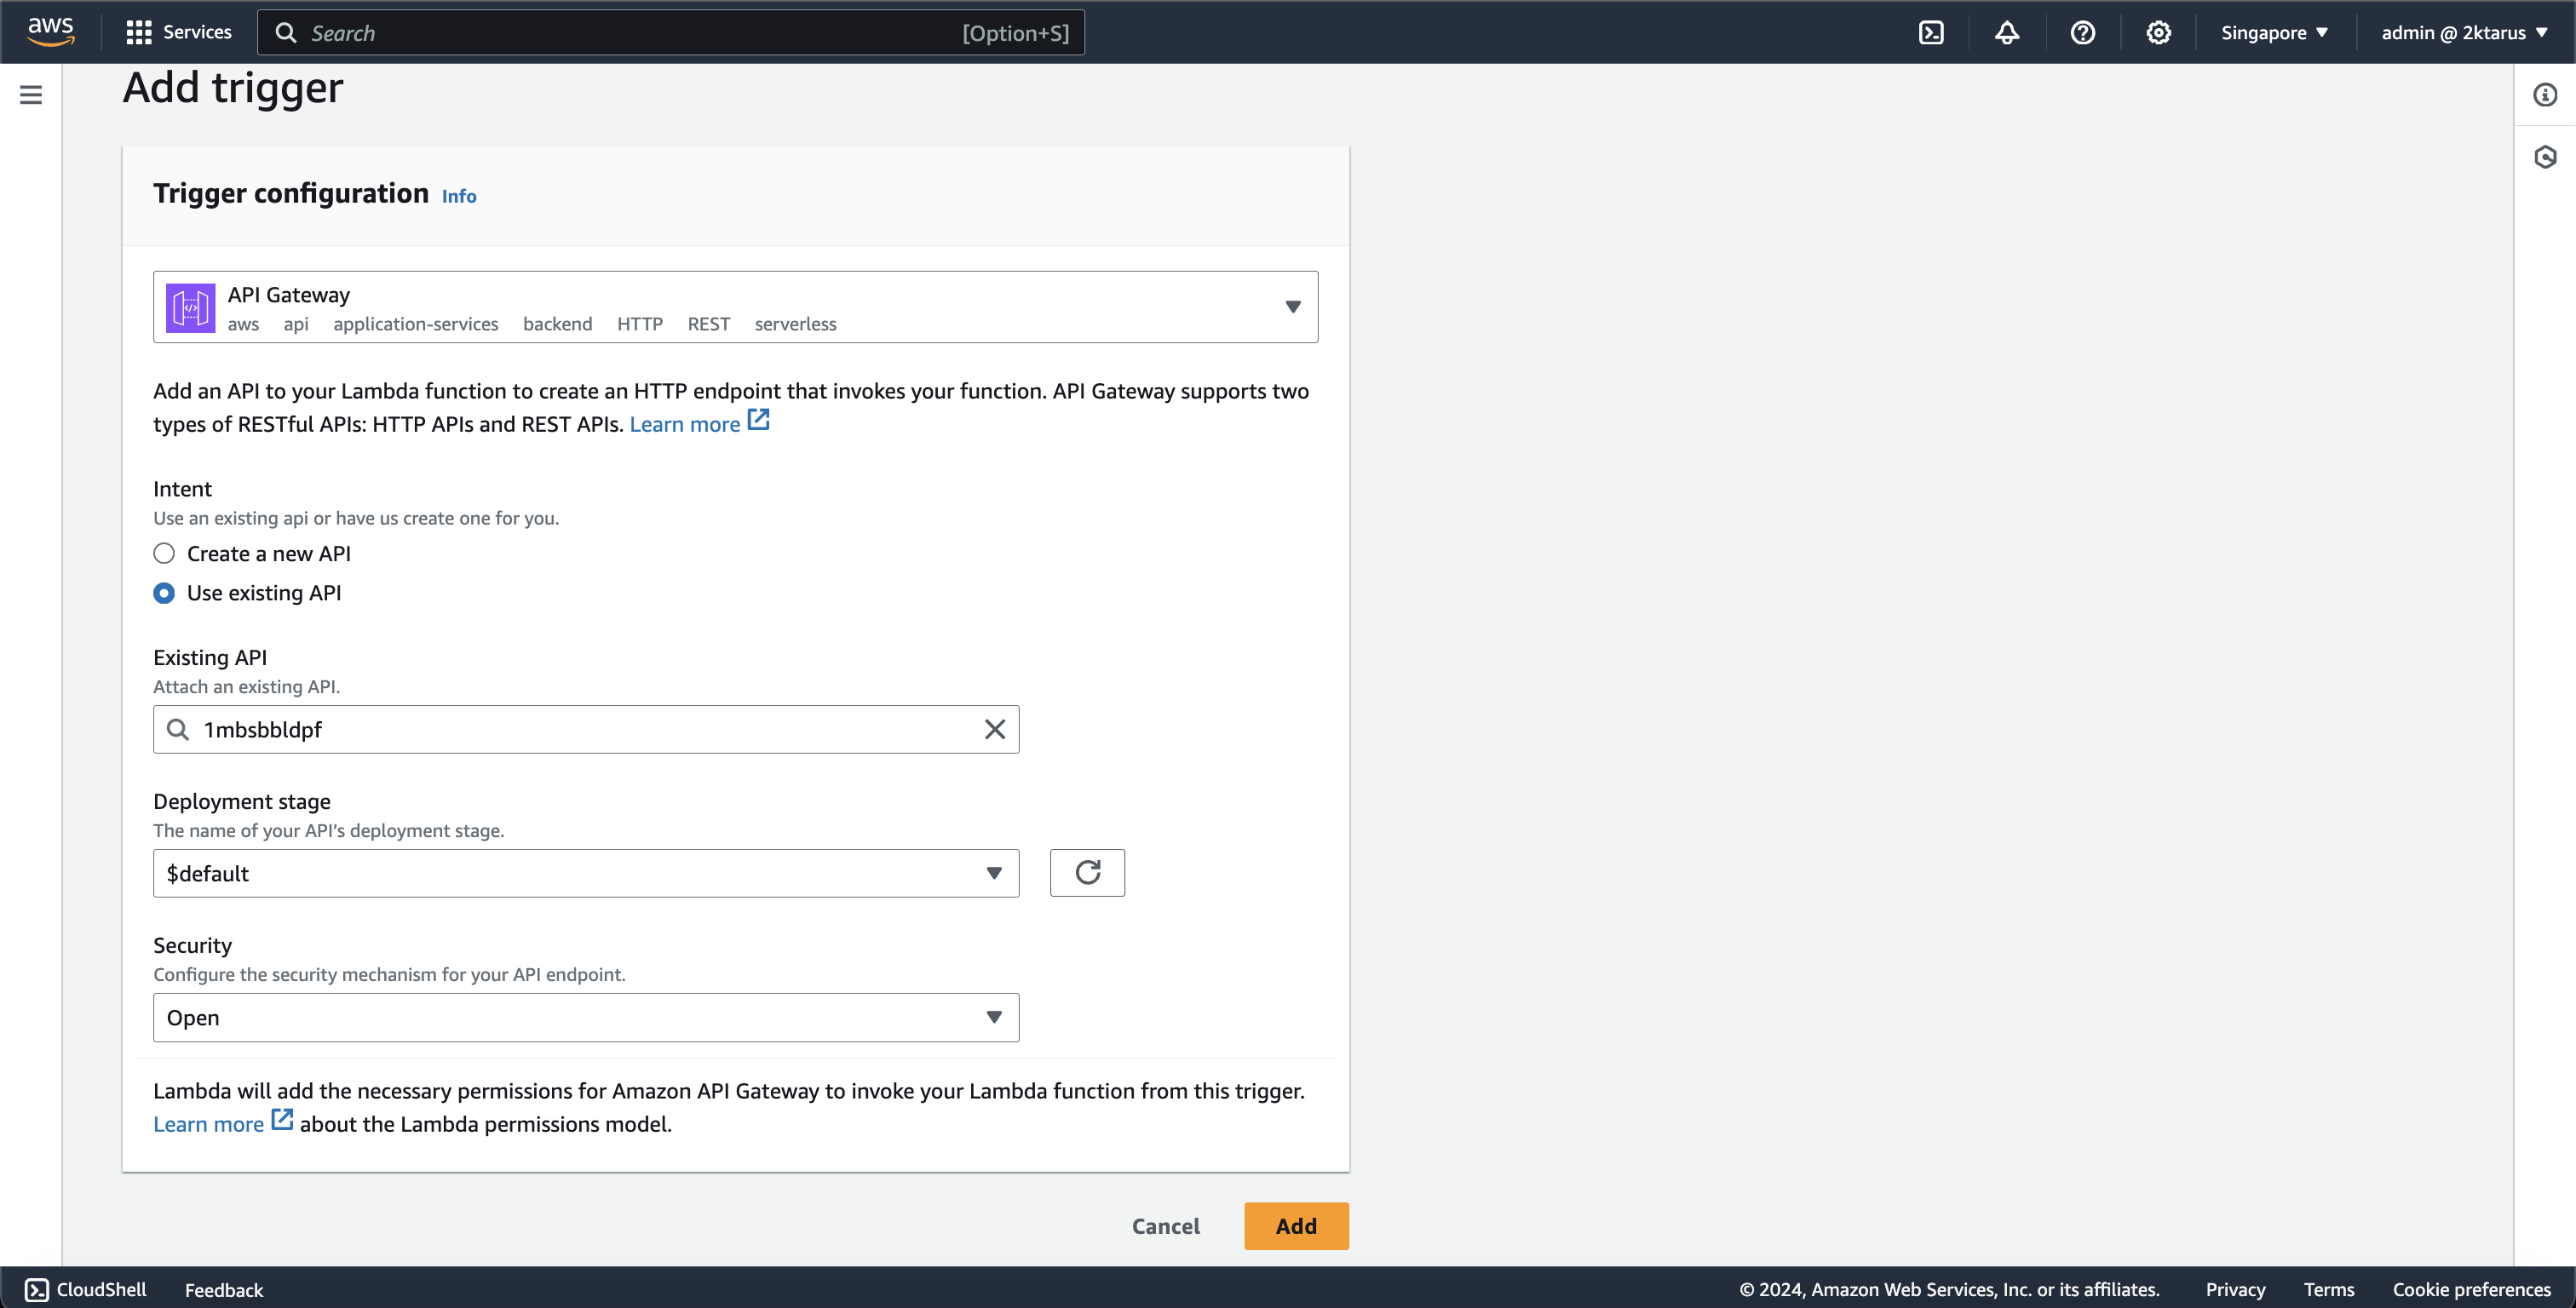 aws Services Search [Option+S] Singapore admin @ 2ktarus
Add trigger
Trigger configuration Info
API Gateway
aws api application-services backend HTTP REST serverless
Add an API to your Lambda function to create an HTTP endpoint that invokes your function. API Gateway supports two
types of RESTful APIs: HTTP APIs and REST APIs. Learn more
Intent
Use an existing api or have us create one for you.
Create a new API
Use existing API
Existing API
Attach an existing API.
1mbsbbldpf
Deployment stage
The name of your API's deployment stage.
$default
Security
Configure the security mechanism for your API endpoint.
Open
Lambda will add the necessary permissions for Amazon API Gateway to invoke your Lambda function from this trigger.
Learn more about the Lambda permissions model.
Cancel Add
CloudShell Feedback © 2024, Amazon Web Services, Inc. or its affiliates. Privacy Terms Cookie preferences